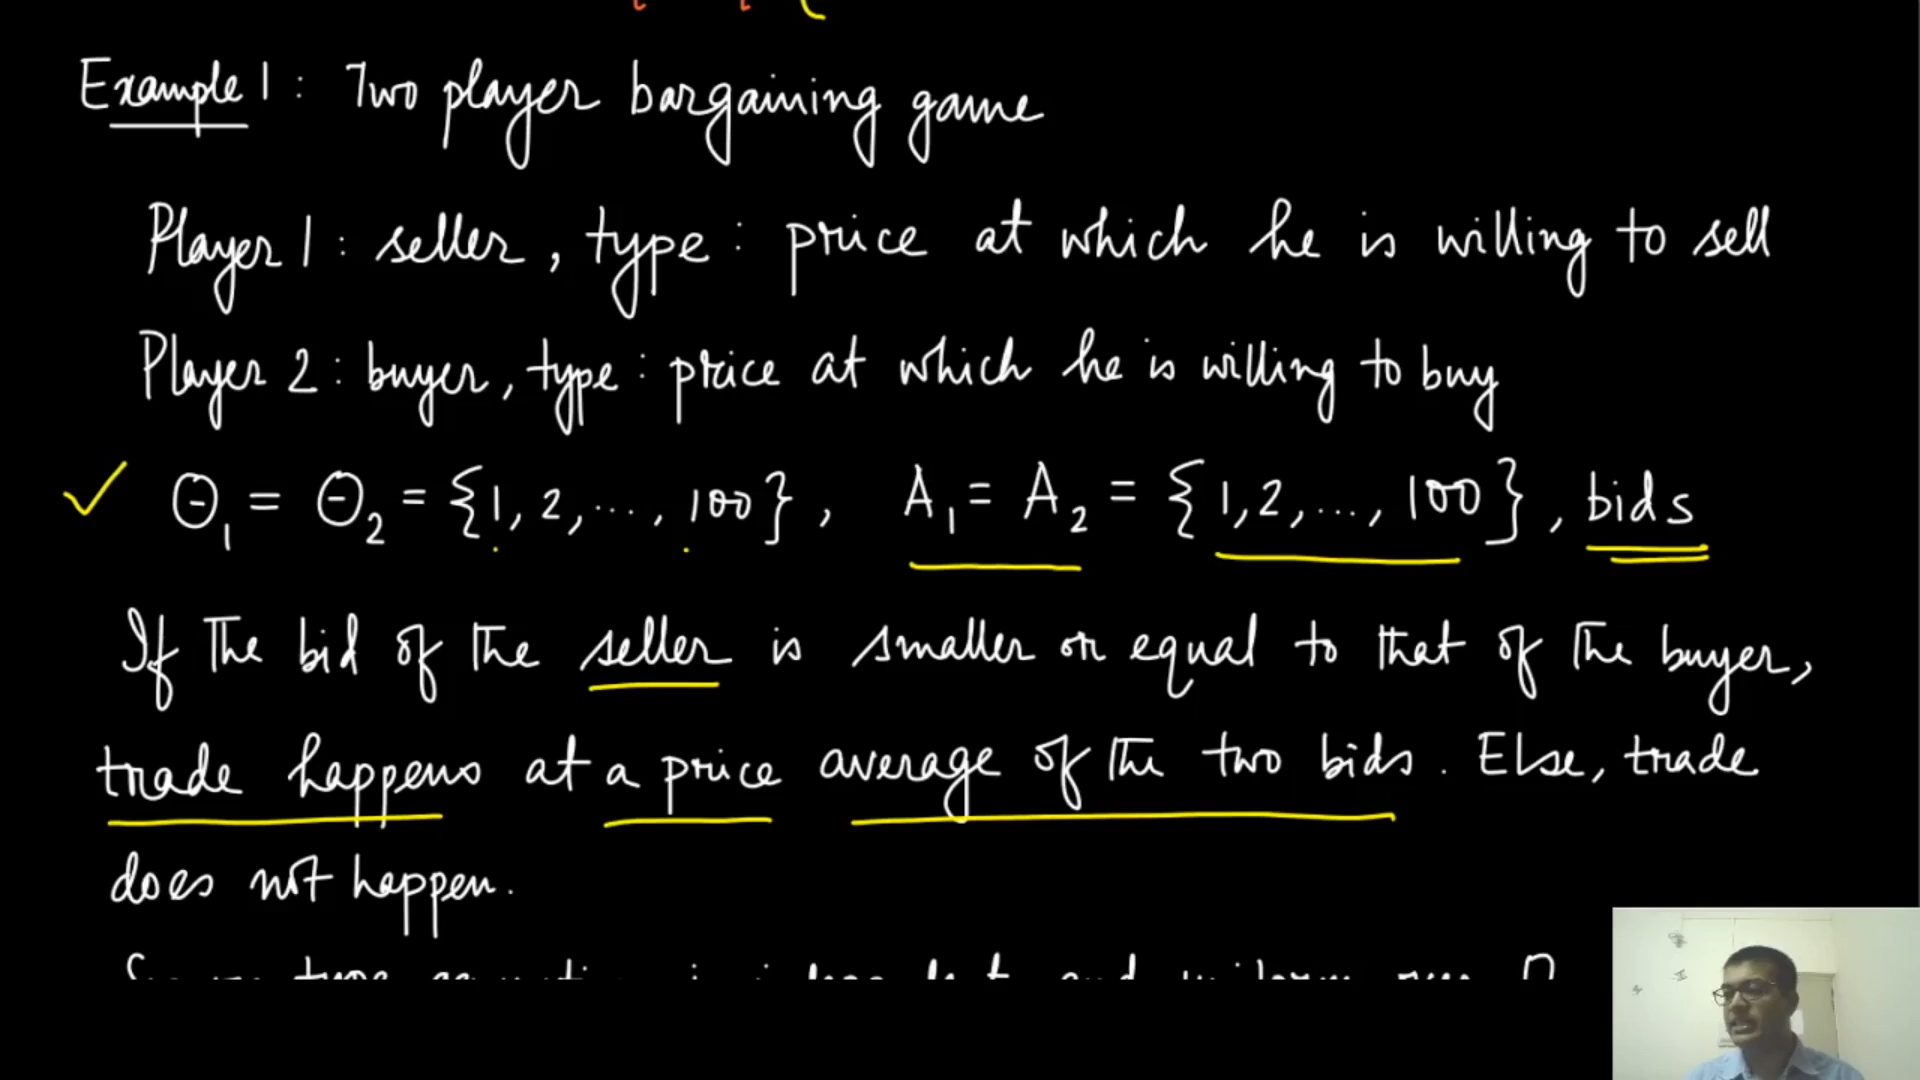 Example 1: Two player bargaining game
Player 1: seller, type: price at which he is willing to sell
Player 2: buyer, type: price at which he is willing to buy
Θ₁ = Θ₂ = {1, 2, ..., 100}, A₁ = A₂ = {1, 2, ..., 100}, bids
If the bid of the seller is smaller or equal to that of the buyer,
trade happens at a price average of the two bids. Else, trade
does not happen.